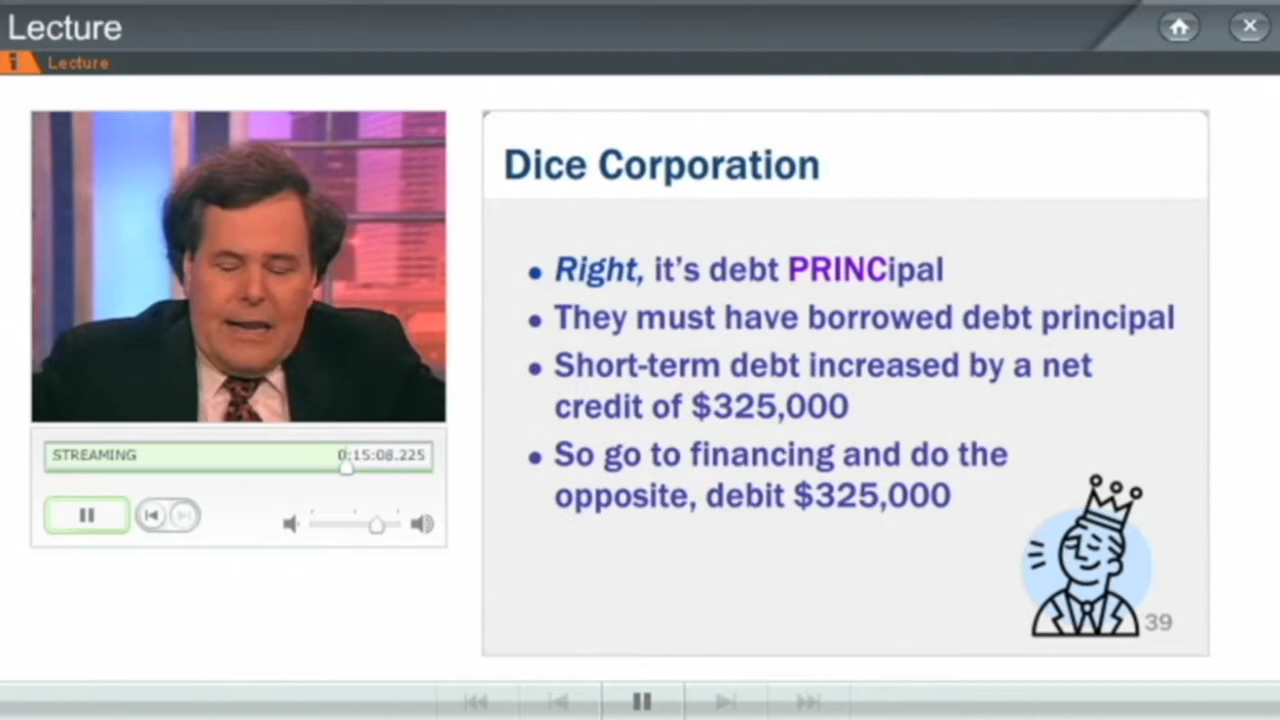 Lecture
i Lecture
STREAMING 0:15:08.225
Dice Corporation
• Right, it's debt PRINCipal
• They must have borrowed debt principal
• Short-term debt increased by a net
credit of $325,000
• So go to financing and do the
opposite, debit $325,000
39